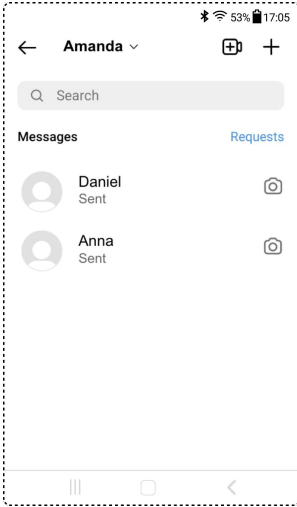 53% 17:05
Amanda
Search
Messages Requests
Daniel
Sent
Anna
Sent